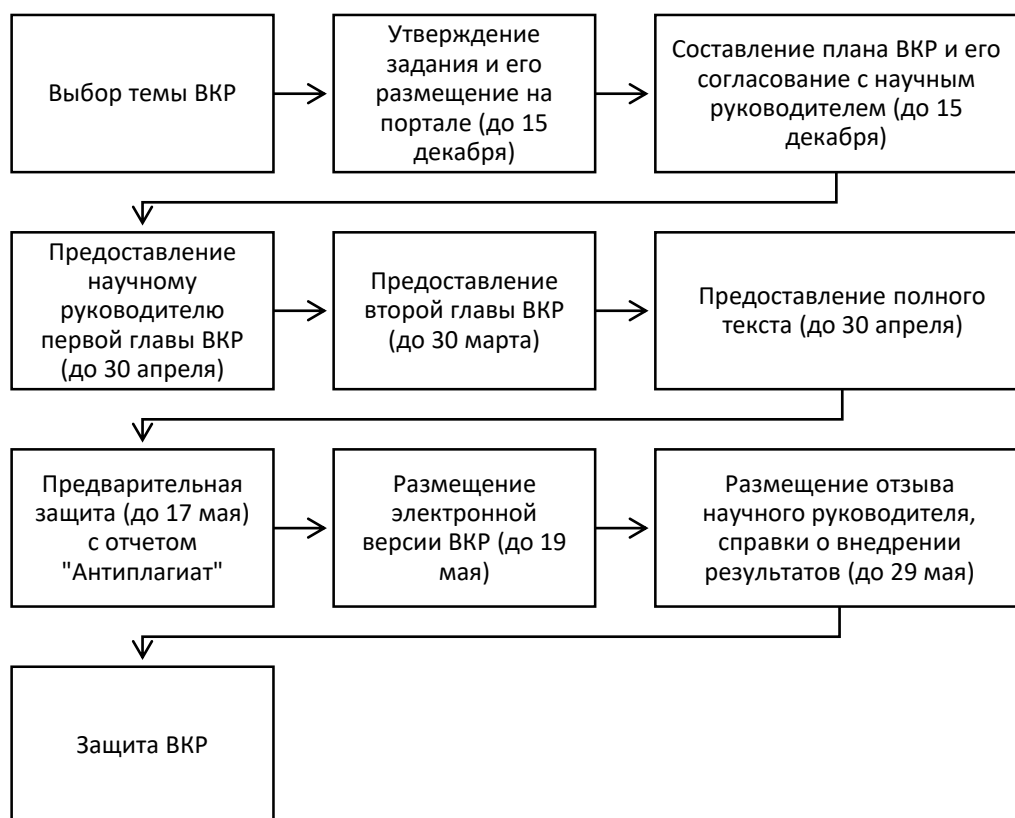 Выбор темы ВКР
Утверждение
задания и его
размещение на
портале (до 15
декабря)
Составление плана ВКР и его
согласование с научным
руководителем (до 15
декабря)
Предоставление
научному
руководителю
первой главы ВКР
(до 30 апреля)
Предоставление
второй главы ВКР
(до 30 марта)
Предоставление полного
текста (до 30 апреля)
Предварительная
защита (до 17 мая)
с отчетом
"Антиплагиат"
Размещение
электронной
версии ВКР (до 19
мая)
Размещение отзыва
научного руководителя,
справки о внедрении
результатов (до 29 мая)
Защита ВКР